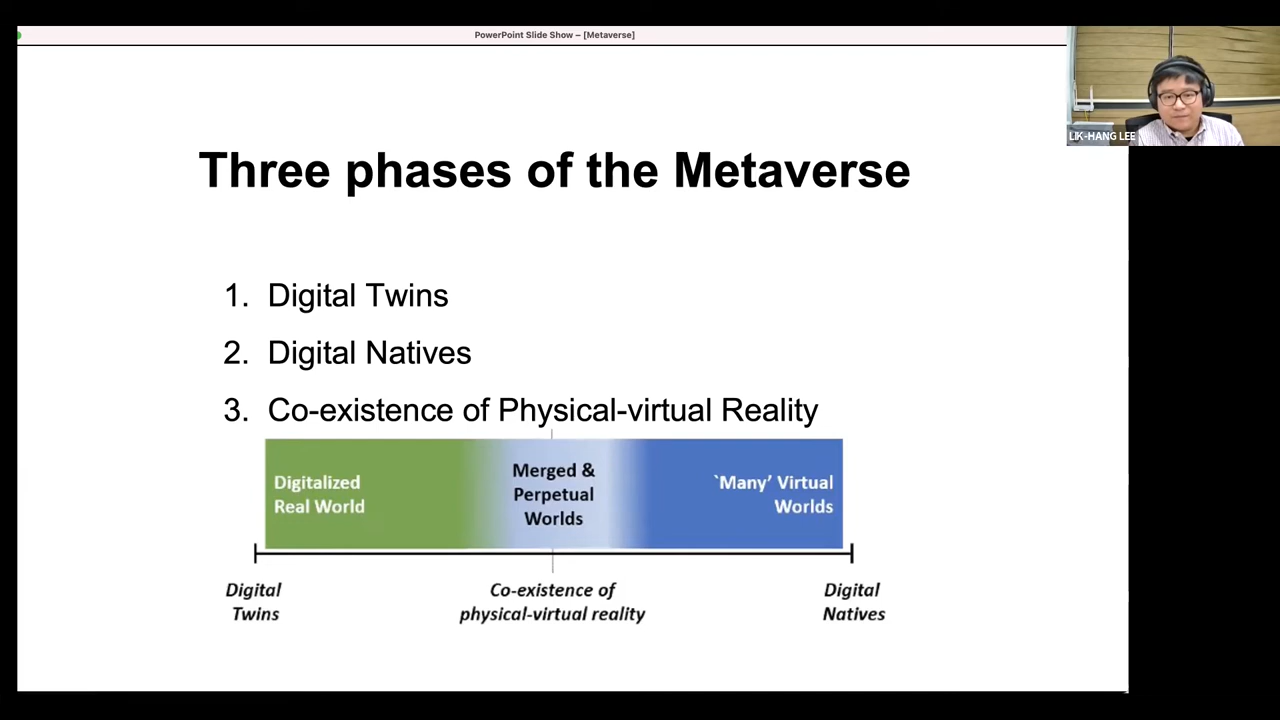 PowerPoint Slide Show – [Metaverse]
LIK-HANG LEE
Three phases of the Metaverse
1. Digital Twins
2. Digital Natives
3. Co-existence of Physical-virtual Reality
Digitalized
Real World
Merged &
Perpetual
Worlds
`Many’ Virtual
Worlds
Digital
Twins
Co-existence of
physical-virtual reality
Digital
Natives